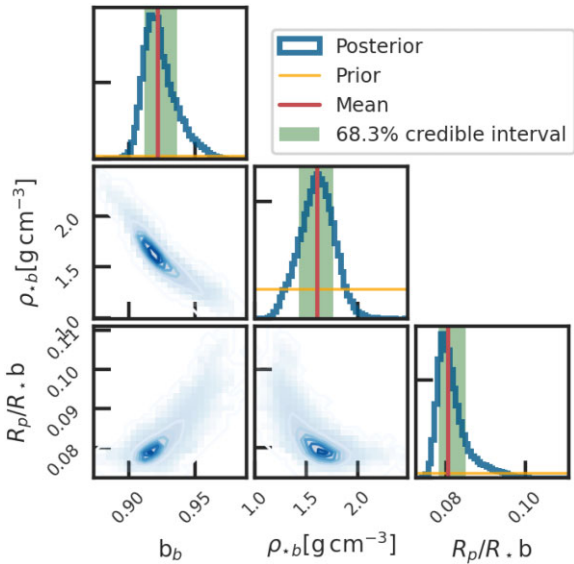 Posterior
Prior
Mean
68.3% credible interval
ρ⋆b[g cm−3]
2.0
1.5
1.0
Rp/R⋆b
0.11
0.10
0.09
0.08
0.90
0.95
1.0
1.5
2.0
0.08
0.10
bb
ρ⋆b[g cm−3]
Rp/R⋆b